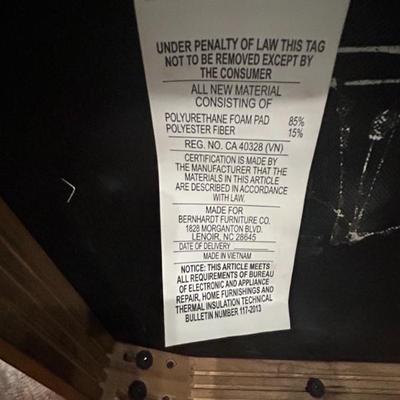 UNDER PENALTY OF LAW THIS TAG
NOT TO BE REMOVED EXCEPT BY
THE CONSUMER
ALL NEW MATERIAL
CONSISTING OF
POLYURETHANE FOAM PAD 85%
POLYESTER FIBER 15%
REG. NO. CA 40328 (VN)
CERTIFICATION IS MADE BY
THE MANUFACTURER THAT THE
MATERIALS IN THIS ARTICLE
ARE DESCRIBED IN ACCORDANCE
WITH LAW.
MADE FOR
BERNHARDT FURNITURE CO.
1828 MORGANTON BLVD.
LENOIR, NC 28645
DATE OF DELIVERY
MADE IN VIETNAM
NOTICE: THIS ARTICLE MEETS
ALL REQUIREMENTS OF BUREAU
OF ELECTRONIC AND APPLIANCE
REPAIR, HOME FURNISHINGS AND
THERMAL INSULATION TECHNICAL
BULLETIN NUMBER 117-2013